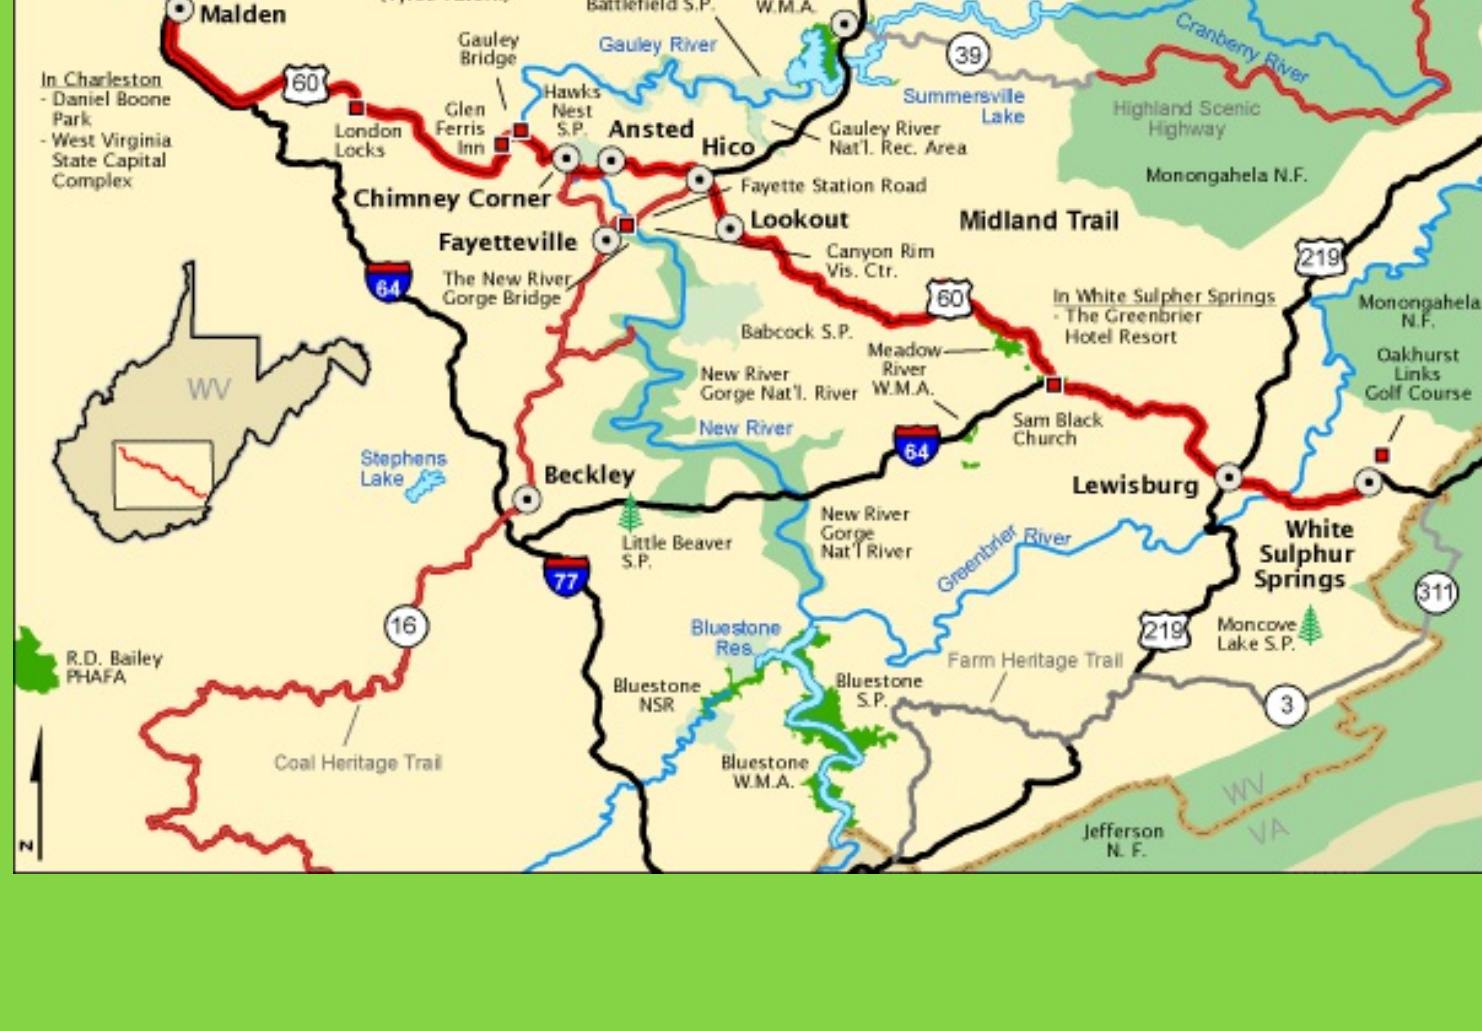 Malden
Battlefield S.P.
W.M.A.
Gauley
Bridge
Gauley River
39
Cranberry River
In Charleston
- Daniel Boone
Park
- West Virginia
State Capital
Complex
60
London
Locks
Glen
Ferris
Inn
Hawks
Nest
S.P.
Ansted
Hico
Summersville
Lake
Gauley River
Nat'l. Rec. Area
Highland Scenic
Highway
Monongahela N.F.
Chimney Corner
Fayette Station Road
Lookout
Midland Trail
Fayetteville
Canyon Rim
Vis. Ctr.
219
64
The New River
Gorge Bridge
60
In White Sulpher Springs
- The Greenbrier
Hotel Resort
Monongahela
N.F.
Babcock S.P.
Meadow
River
W.M.A.
Oakhurst
Links
Golf Course
WV
New River
Gorge Nat'l. River
New River
64
Sam Black
Church
Stephens
Lake
Beckley
Lewisburg
White
Sulphur
Springs
Little Beaver
S.P.
New River
Gorge
Nat'l River
Greenbrier River
77
311
16
Bluestone
Res.
219
Moncove
Lake S.P.
R.D. Bailey
PHAFA
Farm Heritage Trail
Bluestone
NSR
Bluestone
S.P.
3
Coal Heritage Trail
Bluestone
W.M.A.
WV
VA
Jefferson
N. F.
N